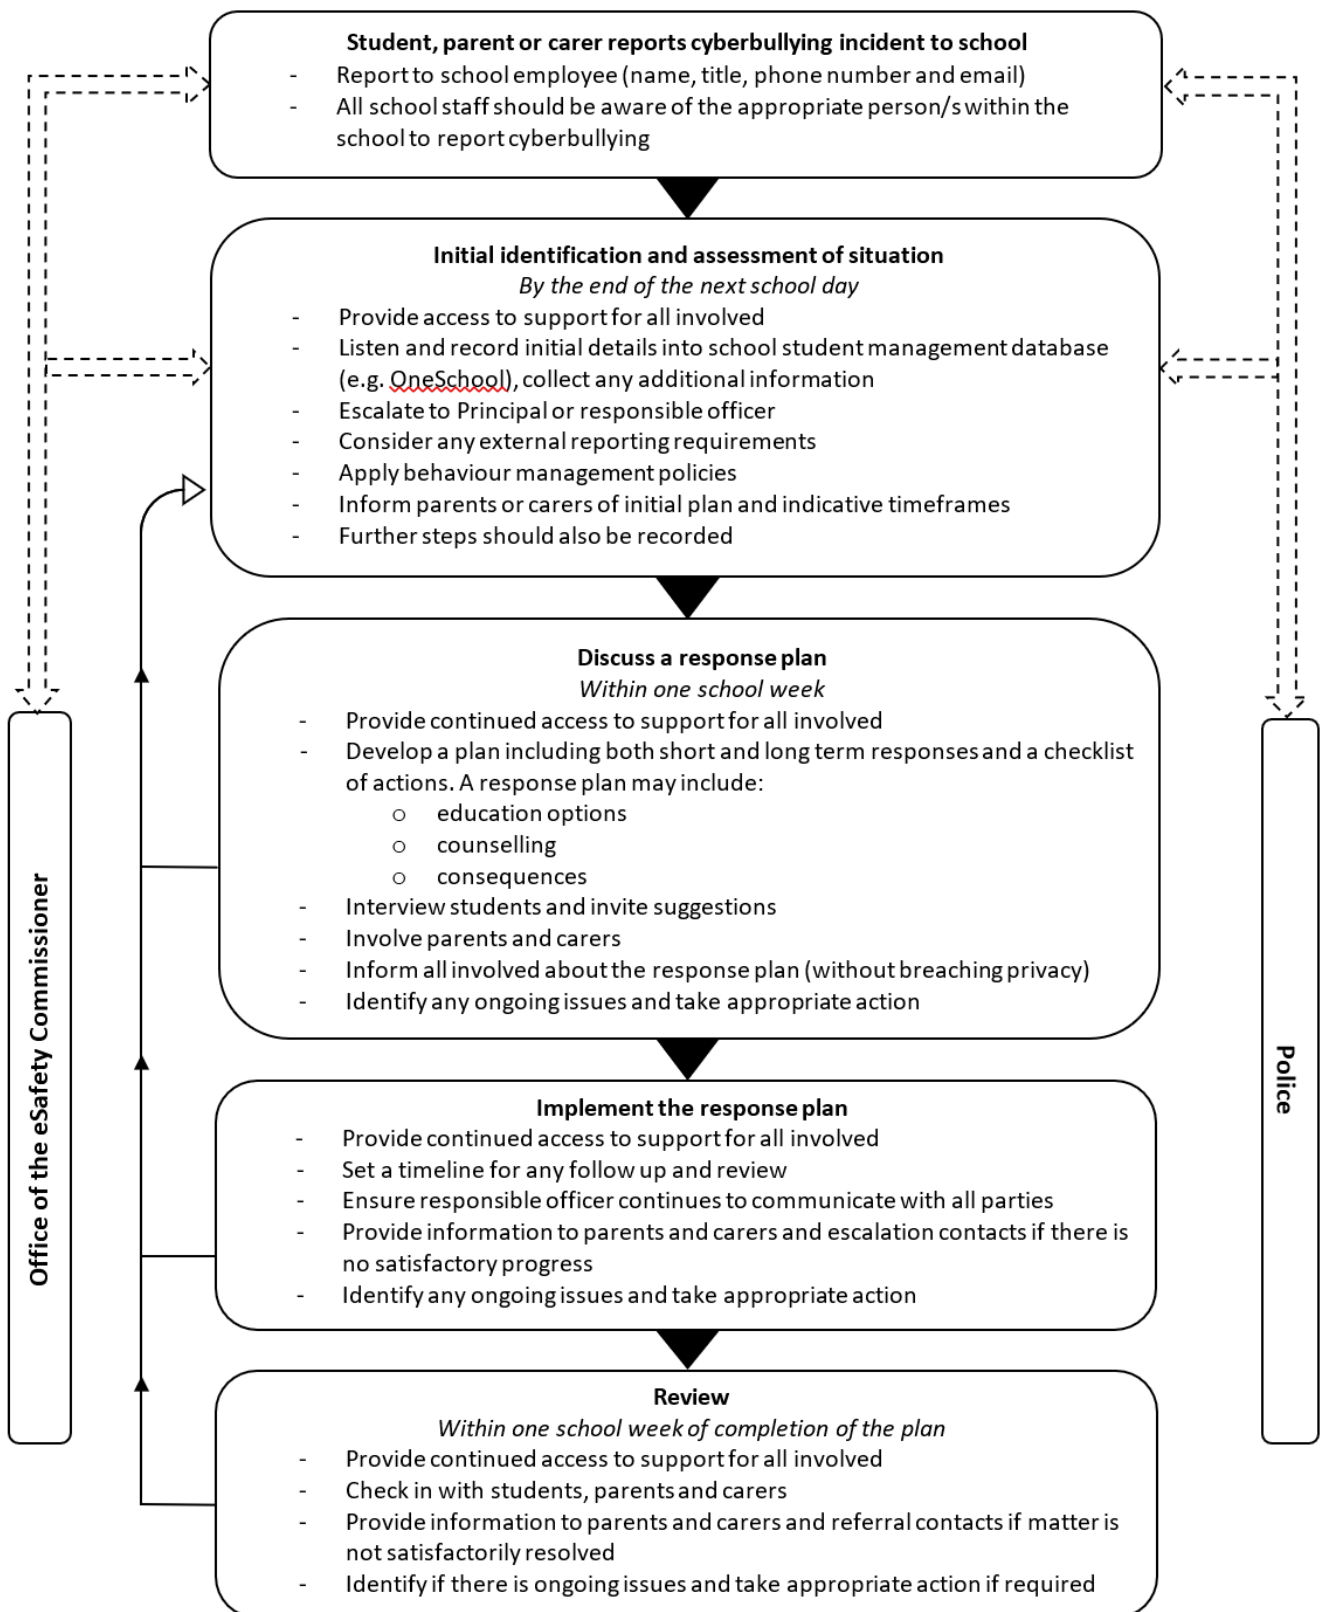 Student, parent or carer reports cyberbullying incident to school
- Report to school employee (name, title, phone number and email)
- All school staff should be aware of the appropriate person/s within the
school to report cyberbullying
Initial identification and assessment of situation
By the end of the next school day
- Provide access to support for all involved
- Listen and record initial details into school student management database
(e.g. OneSchool), collect any additional information
- Escalate to Principal or responsible officer
- Consider any external reporting requirements
- Apply behaviour management policies
- Inform parents or carers of initial plan and indicative timeframes
- Further steps should also be recorded
Discuss a response plan
Within one school week
- Provide continued access to support for all involved
- Develop a plan including both short and long term responses and a checklist
of actions. A response plan may include:
o education options
o counselling
o consequences
- Interview students and invite suggestions
- Involve parents and carers
- Inform all involved about the response plan (without breaching privacy)
- Identify any ongoing issues and take appropriate action
Implement the response plan
- Provide continued access to support for all involved
- Set a timeline for any follow up and review
- Ensure responsible officer continues to communicate with all parties
- Provide information to parents and carers and escalation contacts if there is
no satisfactory progress
- Identify any ongoing issues and take appropriate action
Review
Within one school week of completion of the plan
- Provide continued access to support for all involved
- Check in with students, parents and carers
- Provide information to parents and carers and referral contacts if matter is
not satisfactorily resolved
- Identify if there is ongoing issues and take appropriate action if required
Office of the eSafety Commissioner
Police